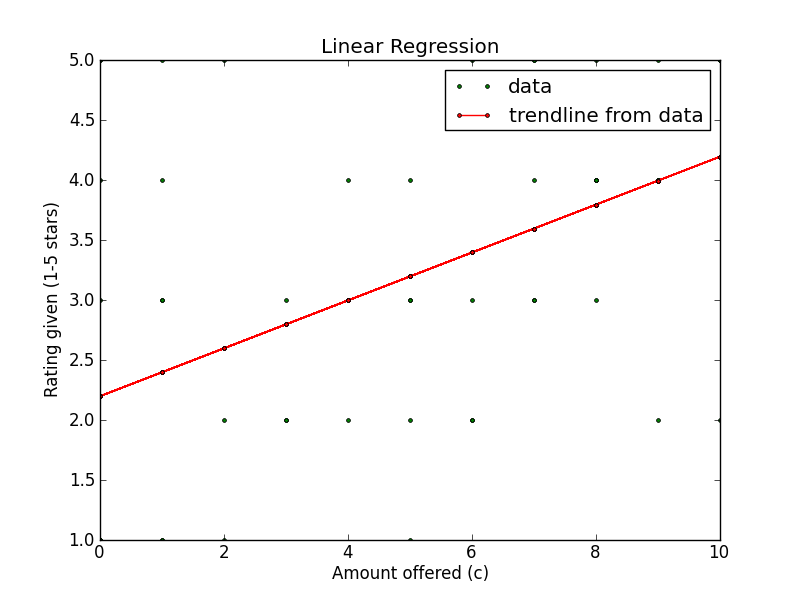 Linear Regression
data
trendline from data
Rating given (1-5 stars)
5.0
4.5
4.0
3.5
3.0
2.5
2.0
1.5
1.0
0 2 4 6 8 10
Amount offered (c)